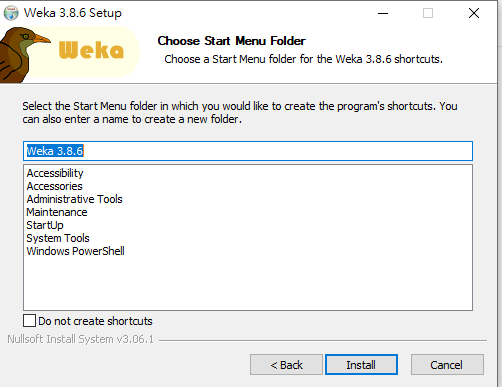 Weka 3.8.6 Setup
Weka
Choose Start Menu Folder
Choose a Start Menu folder for the Weka 3.8.6 shortcuts.
Select the Start Menu folder in which you would like to create the program's shortcuts. You
can also enter a name to create a new folder.
Weka 3.8.6
Accessibility
Accessories
Administrative Tools
Maintenance
StartUp
System Tools
Windows PowerShell
Do not create shortcuts
Nullsoft Install System v3.06.1
< Back
Install
Cancel